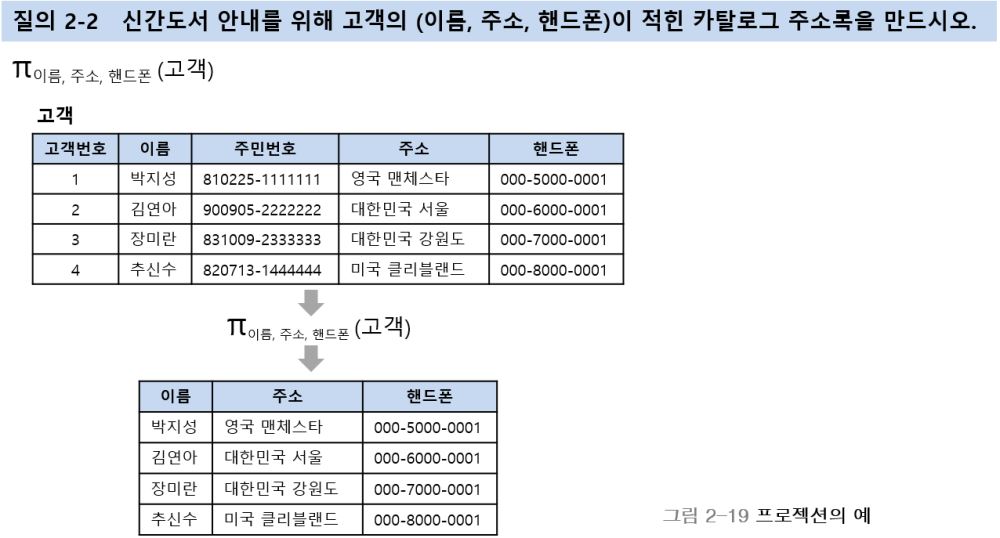 질의 2-2 신간도서 안내를 위해 고객의 (이름, 주소, 핸드폰)이 적힌 카탈로그 주소록을 만드시오.
π이름, 주소, 핸드폰 (고객)
고객
고객번호 이름 주민번호 주소 핸드폰
1 박지성 810225-1111111 영국 맨체스타 000-5000-0001
2 김연아 900905-2222222 대한민국 서울 000-6000-0001
3 장미란 831009-2333333 대한민국 강원도 000-7000-0001
4 추신수 820713-1444444 미국 클리블랜드 000-8000-0001
π이름, 주소, 핸드폰 (고객)
이름 주소 핸드폰
박지성 영국 맨체스타 000-5000-0001
김연아 대한민국 서울 000-6000-0001
장미란 대한민국 강원도 000-7000-0001
추신수 미국 클리블랜드 000-8000-0001
그림 2-19 프로젝션의 예